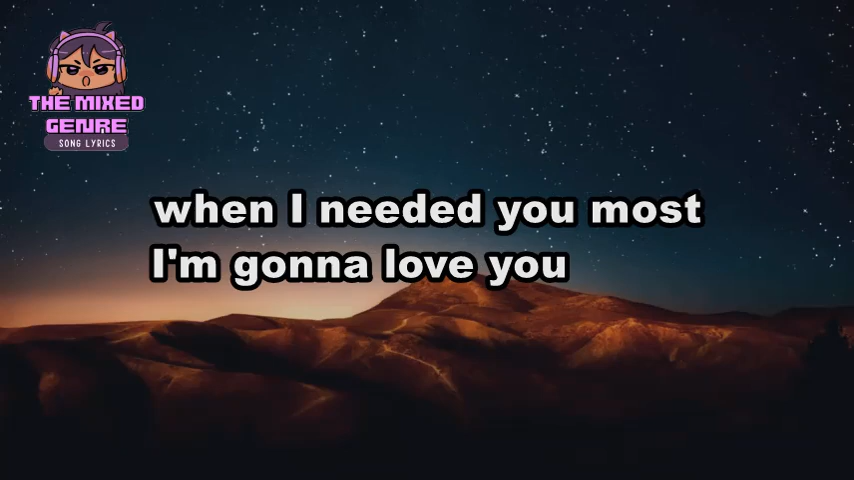 THE MIXED
GENRE
SONG LYRICS
when I needed you most
I'm gonna love you